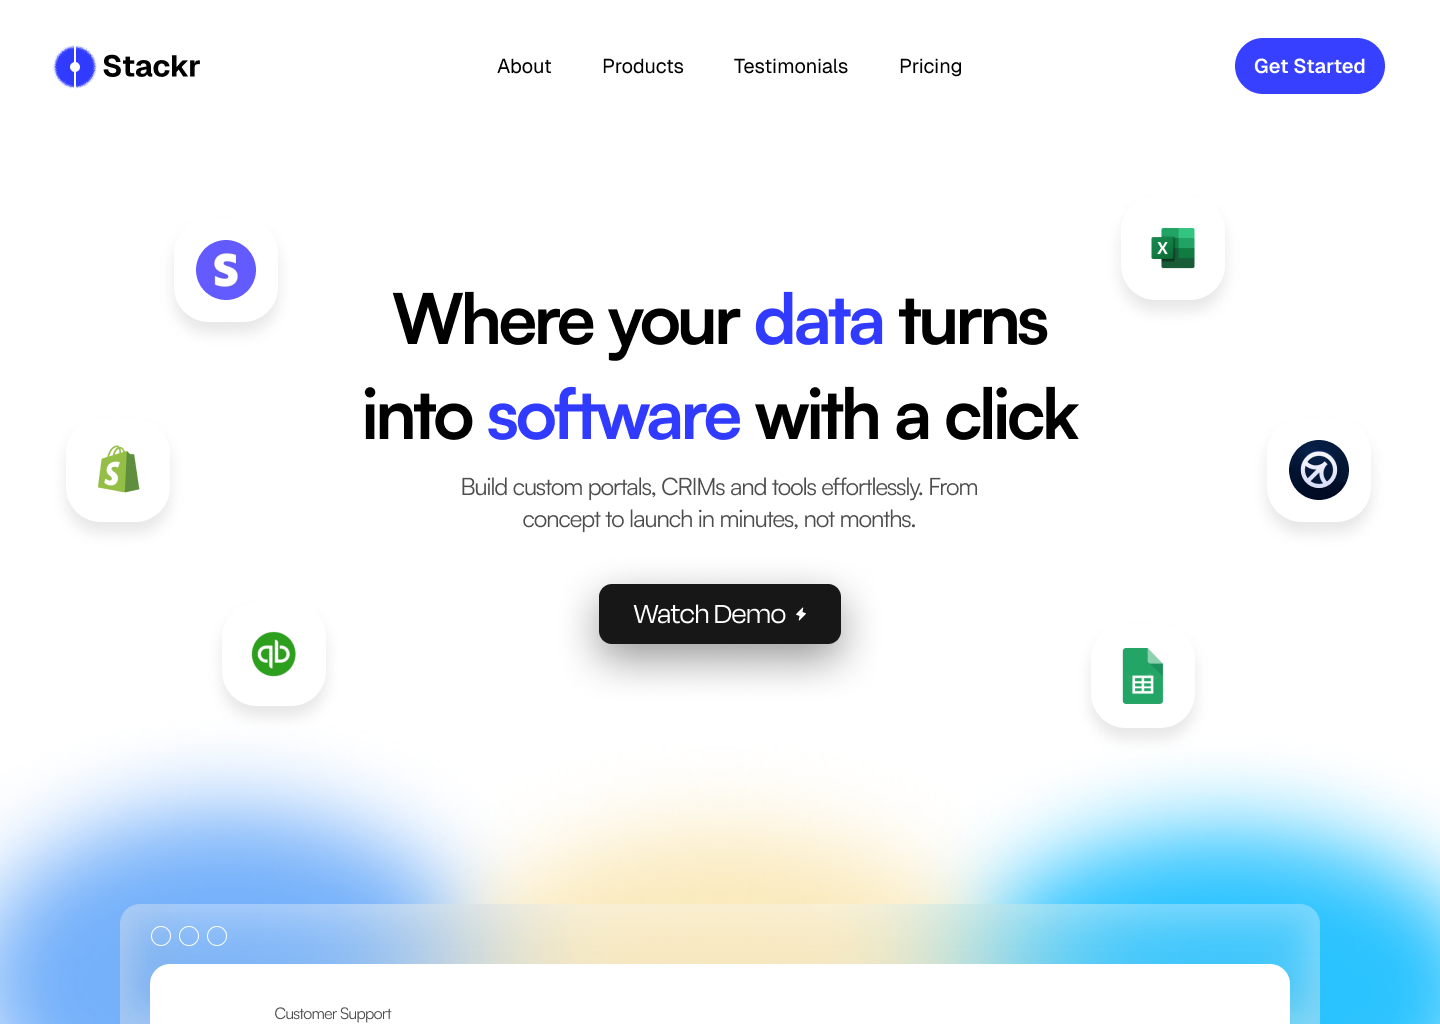 Stackr
About Products Testimonials Pricing
Get Started
S
X
Where your data turns
into software with a click
S
Build custom portals, CRIMs and tools effortlessly. From
concept to launch in minutes, not months.
Watch Demo
qb
Customer Support